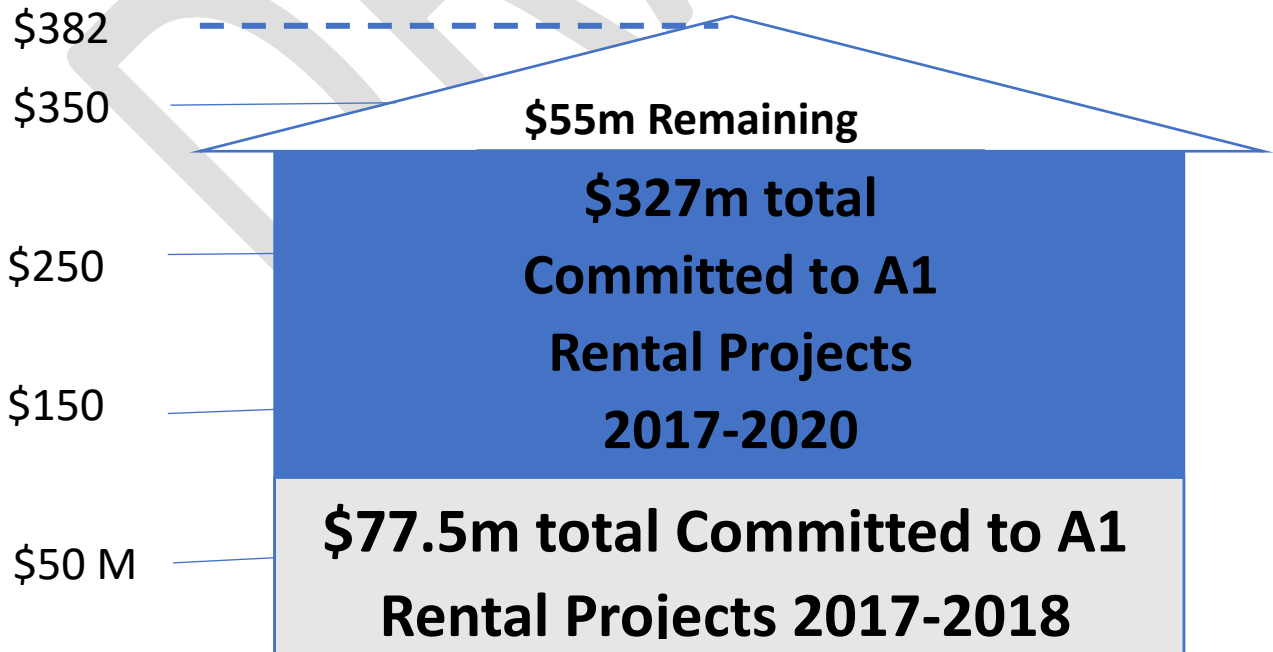 $382
$350
$55m Remaining
$327m total
$250
Committed to A1
Rental Projects
$150
2017-2020
$77.5m total Committed to A1
$50 M
Rental Projects 2017-2018